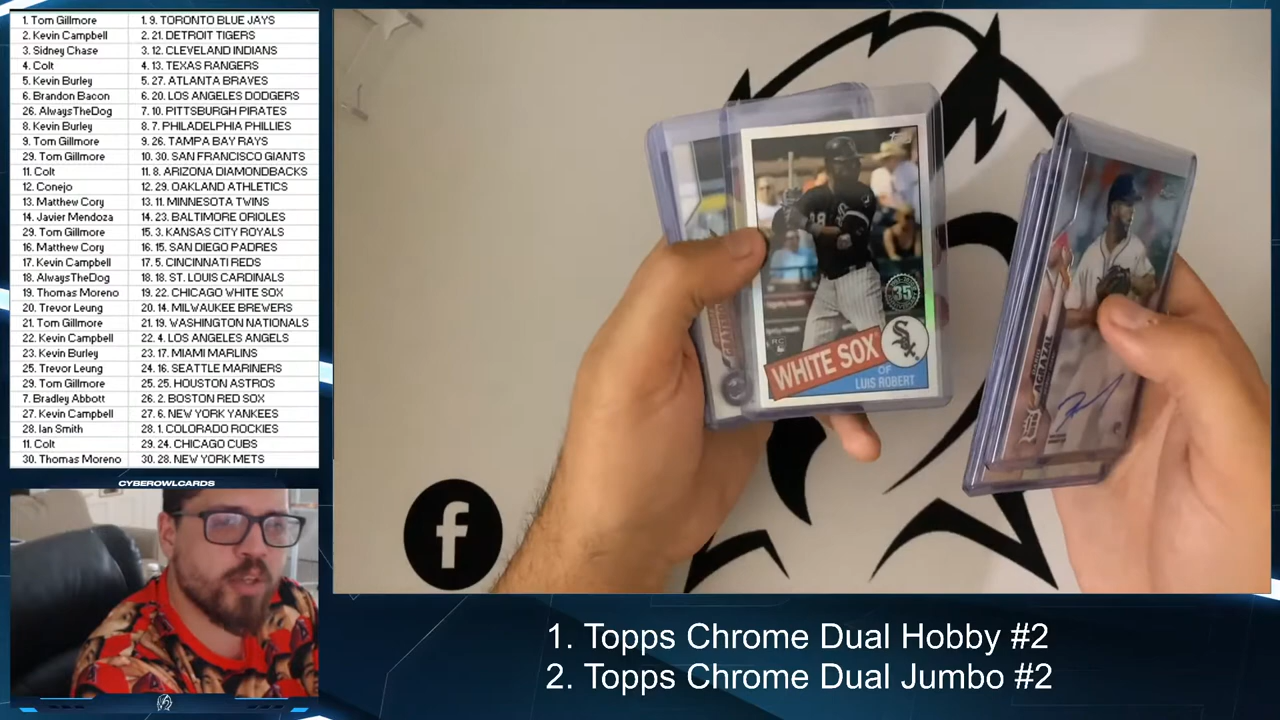 1. Tom Gillmore 1. 9. TORONTO BLUE JAYS
2. Kevin Campbell 2. 21. DETROIT TIGERS
3. Sidney Chase 3. 12. CLEVELAND INDIANS
4. Colt 4. 13. TEXAS RANGERS
5. Kevin Burley 5. 27. ATLANTA BRAVES
6. Brandon Bacon 6. 20. LOS ANGELES DODGERS
26. AlwaysTheDog 7. 10. PITTSBURGH PIRATES
8. Kevin Burley 8. 7. PHILADELPHIA PHILLIES
9. Tom Gillmore 9. 26. TAMPA BAY RAYS
29. Tom Gillmore 10. 30. SAN FRANCISCO GIANTS
11. Colt 11. 8. ARIZONA DIAMONDBACKS
12. Conejo 12. 29. OAKLAND ATHLETICS
13. Matthew Cory 13. 11. MINNESOTA TWINS
14. Javier Mendoza 14. 23. BALTIMORE ORIOLES
29. Tom Gillmore 15. 3. KANSAS CITY ROYALS
16. Matthew Cory 16. 15. SAN DIEGO PADRES
17. Kevin Campbell 17. 5. CINCINNATI REDS
18. AlwaysTheDog 18. 18. ST. LOUIS CARDINALS
19. Thomas Moreno 19. 22. CHICAGO WHITE SOX
20. Trevor Leung 20. 14. MILWAUKEE BREWERS
21. Tom Gillmore 21. 19. WASHINGTON NATIONALS
22. Kevin Campbell 22. 4. LOS ANGELES ANGELS
23. Kevin Burley 23. 17. MIAMI MARLINS
25. Trevor Leung 24. 16. SEATTLE MARINERS
29. Tom Gillmore 25. 25. HOUSTON ASTROS
7. Bradley Abbott 26. 2. BOSTON RED SOX
27. Kevin Campbell 27. 6. NEW YORK YANKEES
28. Ian Smith 28. 1. COLORADO ROCKIES
11. Colt 29. 24. CHICAGO CUBS
30. Thomas Moreno 30. 28. NEW YORK METS
CYBEROWLCARDS
35
RC
WHITE SOX
OF
LUIS ROBERT
f
1. Topps Chrome Dual Hobby #2
2. Topps Chrome Dual Jumbo #2